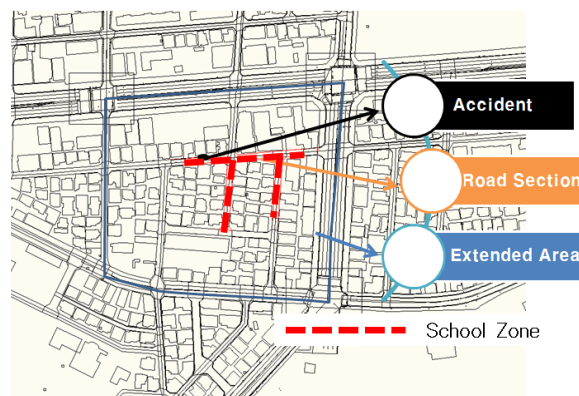 Accident
Road Section
Extended Area
School Zone